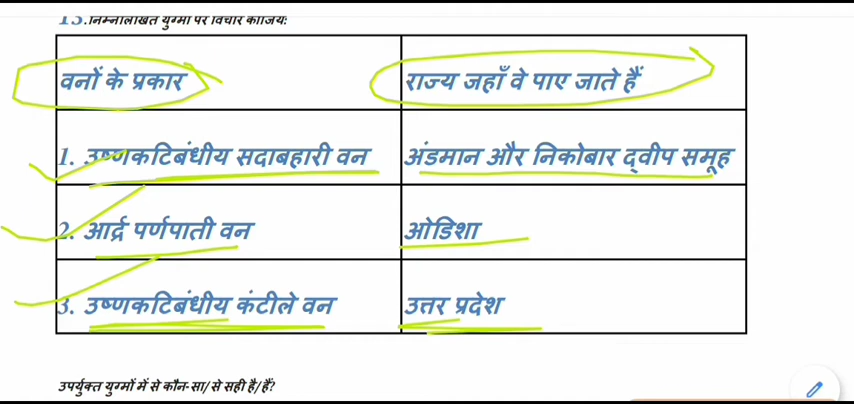 13.निम्नलिखित युग्मों पर विचार कीजिये:
वनों के प्रकार राज्य जहाँ वे पाए जाते हैं
1. उष्णकटिबंधीय सदाबहारी वन अंडमान और निकोबार द्वीप समूह
2. आर्द्र पर्णपाती वन ओडिशा
3. उष्णकटिबंधीय कंटीले वन उत्तर प्रदेश
उपर्युक्त युग्मों में से कौन-सा/से सही है/हैं?